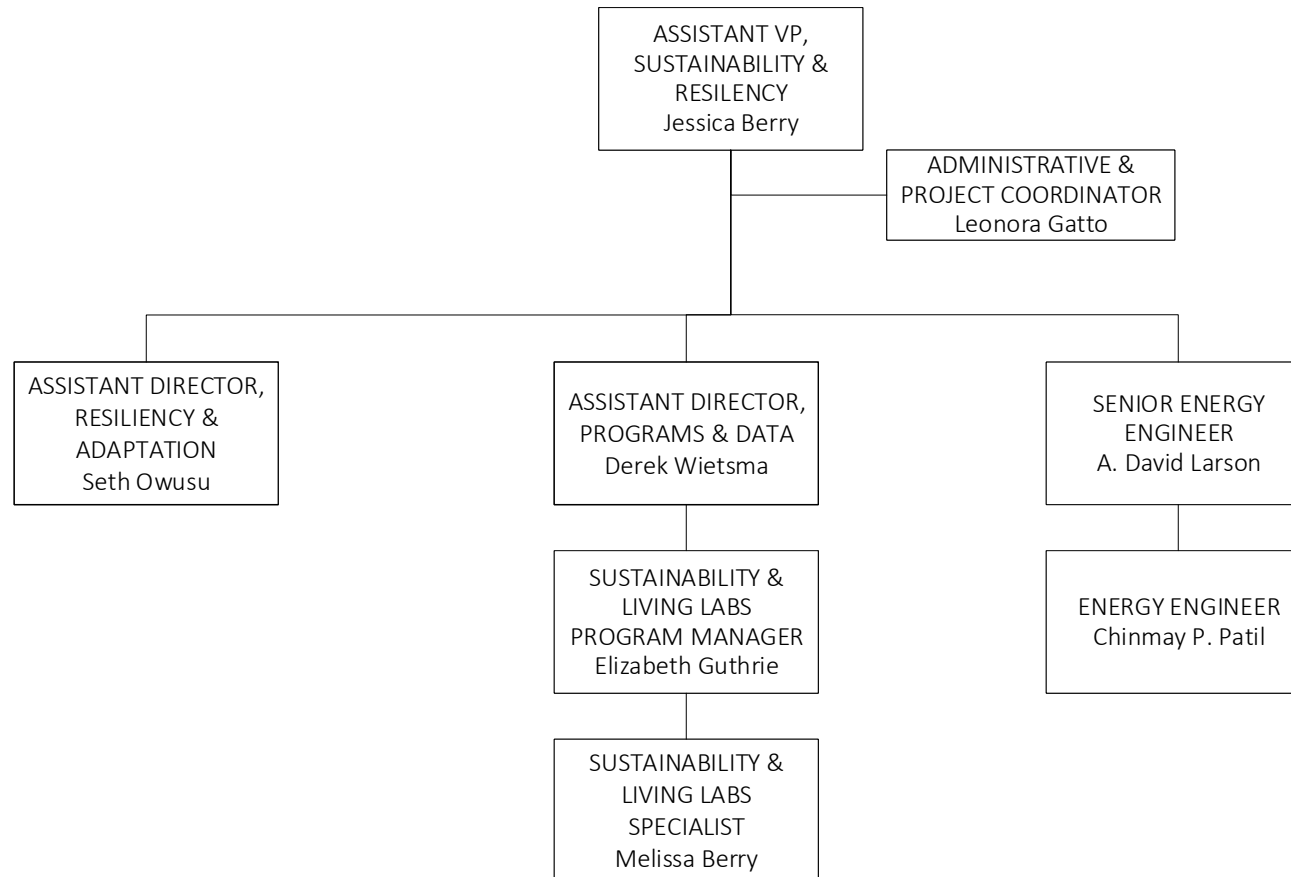 ASSISTANT VP,
SUSTAINABILITY &
RESILENCY
Jessica Berry
ADMINISTRATIVE &
PROJECT COORDINATOR
Leonora Gatto
ASSISTANT DIRECTOR,
RESILIENCY &
ADAPTATION
Seth Owusu
ASSISTANT DIRECTOR,
PROGRAMS & DATA
Derek Wietsma
SENIOR ENERGY
ENGINEER
A. David Larson
SUSTAINABILITY &
LIVING LABS
PROGRAM MANAGER
Elizabeth Guthrie
ENERGY ENGINEER
Chinmay P. Patil
SUSTAINABILITY &
LIVING LABS
SPECIALIST
Melissa Berry